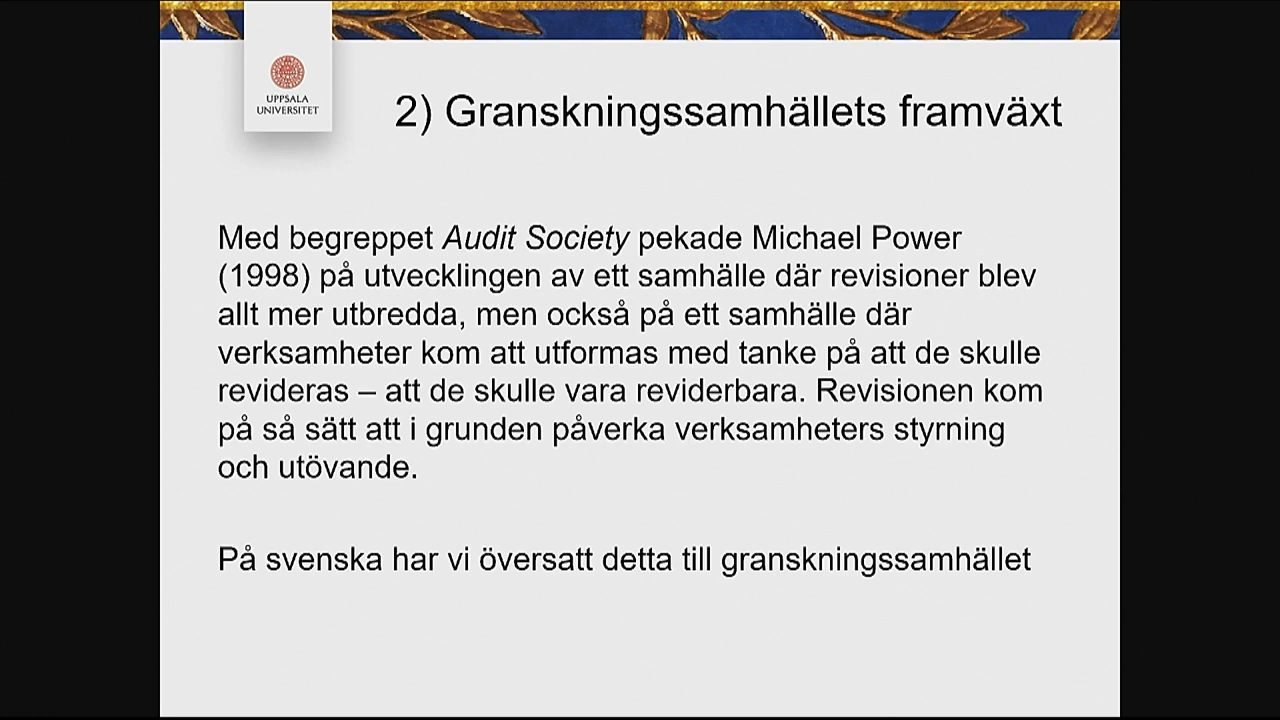 UPPSALA
UNIVERSITET
2) Granskningssamhällets framväxt
Med begreppet Audit Society pekade Michael Power
(1998) på utvecklingen av ett samhälle där revisioner blev
allt mer utbredda, men också på ett samhälle där
verksamheter kom att utformas med tanke på att de skulle
revideras – att de skulle vara reviderbara. Revisionen kom
på så sätt att i grunden påverka verksamheters styrning
och utövande.
På svenska har vi översatt detta till granskningssamhället